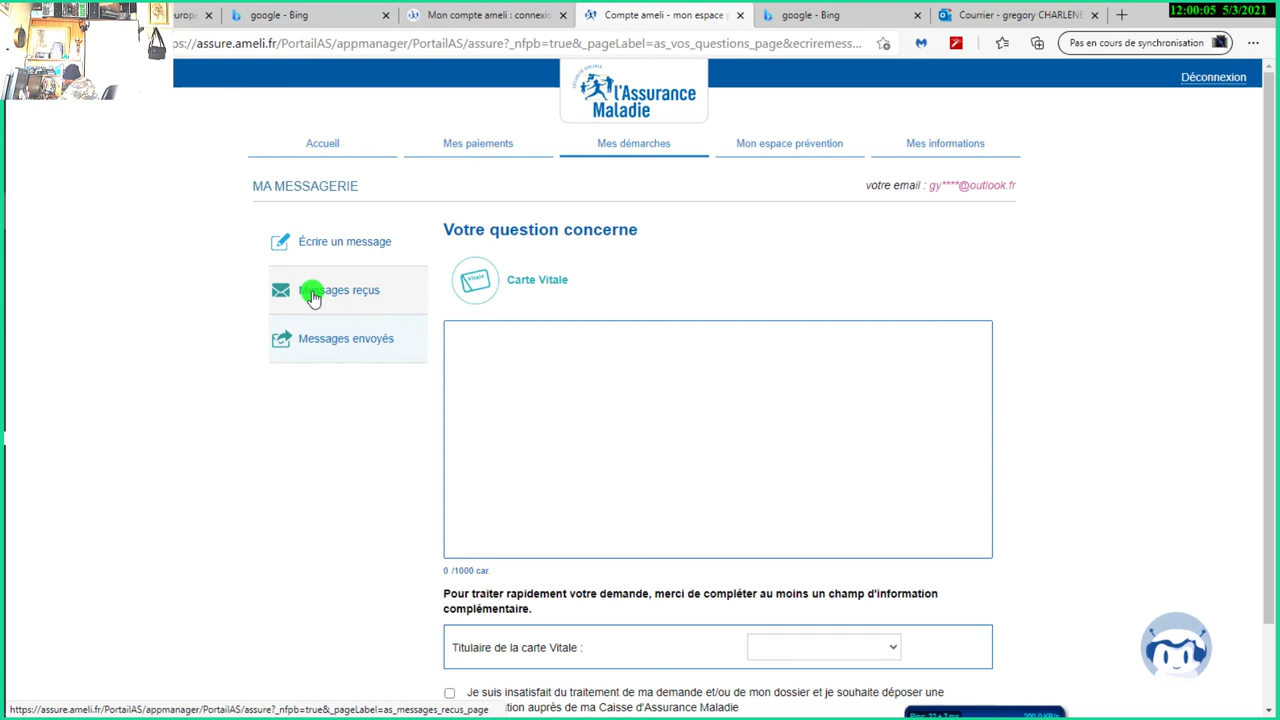 europe
google - Bing
Mon compte ameli : connexio
Compte ameli - mon espace p
google - Bing
Courrier - gregory CHARLENE
12:00:05 5/3/2021
ps://assure.ameli.fr/PortailAS/appmanager/PortailAS/assure?_nfpb=true&_pageLabel=as_vos_questions_page&ecriremess...
Pas en cours de synchronisation
Déconnexion
l'Assurance
Maladie
Accueil
Mes paiements
Mes démarches
Mon espace prévention
Mes informations
MA MESSAGERIE
votre email : gy****@outlook.fr
Écrire un message
Messages reçus
Messages envoyés
Votre question concerne
Vitale
Carte Vitale
0 /1000 car.
Pour traiter rapidement votre demande, merci de compléter au moins un champ d'information
complémentaire.
Titulaire de la carte Vitale :
Je suis insatisfait du traitement de ma demande et/ou de mon dossier et je souhaite déposer une
tion auprès de ma Caisse d'Assurance Maladie
https://assure.ameli.fr/PortailAS/appmanager/PortailAS/assure?_nfpb=true&_pageLabel=as_messages_recus_page